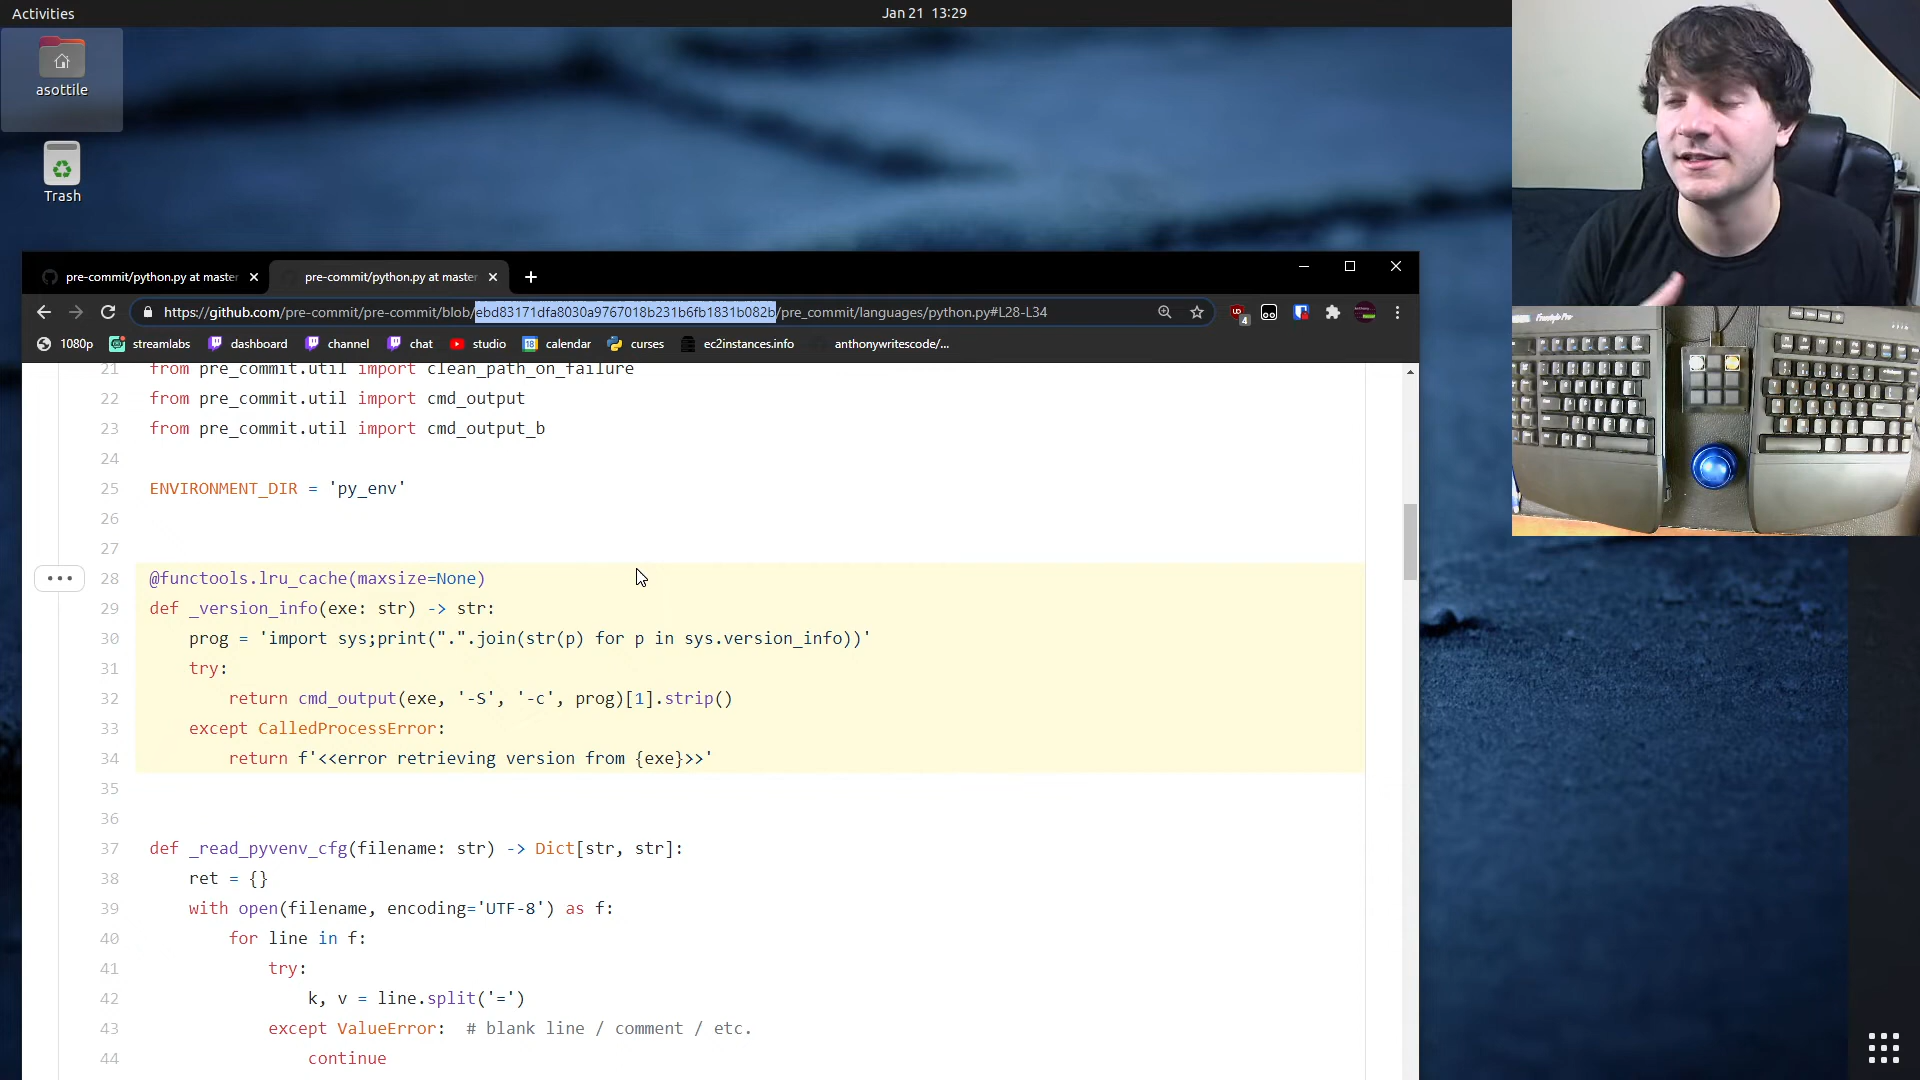 Activities
Jan 21 13:29
asottile
Trash
pre-commit/python.py at master
pre-commit/python.py at master
https://github.com/pre-commit/pre-commit/blob/ebd83171dfa8030a9767018b231b6fb1831b082b/pre_commit/languages/python.py#L28-L34
1080p
streamlabs
dashboard
channel
chat
studio
calendar
curses
ec2instances.info
anthonywritescode/...
21 from pre_commit.util import clean_path_on_failure
22 from pre_commit.util import cmd_output
23 from pre_commit.util import cmd_output_b
24
25 ENVIRONMENT_DIR = 'py_env'
26
27
28 @functools.lru_cache(maxsize=None)
29 def _version_info(exe: str) -> str:
30 prog = 'import sys;print(".".join(str(p) for p in sys.version_info))'
31 try:
32 return cmd_output(exe, '-S', '-c', prog)[1].strip()
33 except CalledProcessError:
34 return f'<<error retrieving version from {exe}>>'
35
36
37 def _read_pyvenv_cfg(filename: str) -> Dict[str, str]:
38 ret = {}
39 with open(filename, encoding='UTF-8') as f:
40 for line in f:
41 try:
42 k, v = line.split('=')
43 except ValueError: # blank line / comment / etc.
44 continue